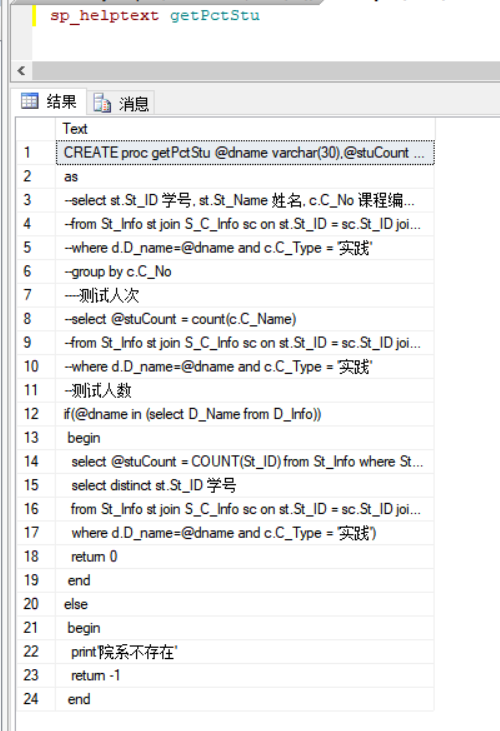 sp_helptext getPctStu
结果 消息
Text
1 CREATE proc getPctStu @dname varchar(30),@stuCount ...
2 as
3 --select st.St_ID 学号, st.St_Name 姓名, c.C_No 课程编...
4 --from St_Info st join S_C_Info sc on st.St_ID = sc.St_ID joi...
5 --where d.D_name=@dname and c.C_Type = '实践'
6 --group by c.C_No
7 ----测试人次
8 --select @stuCount = count(c.C_Name)
9 --from St_Info st join S_C_Info sc on st.St_ID = sc.St_ID joi...
10 --where d.D_name=@dname and c.C_Type = '实践'
11 --测试人数
12 if(@dname in (select D_Name from D_Info))
13 begin
14 select @stuCount = COUNT(St_ID) from St_Info where St...
15 select distinct st.St_ID 学号
16 from St_Info st join S_C_Info sc on st.St_ID = sc.St_ID joi...
17 where d.D_name=@dname and c.C_Type = '实践')
18 return 0
19 end
20 else
21 begin
22 print'院系不存在'
23 return -1
24 end